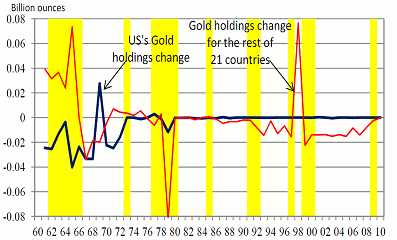 Billion ounces
0.08
0.06
0.04
0.02
0
-0.02
-0.04
-0.06
-0.08
US's Gold
holdings change
Gold holdings change
for the rest of
21 countries
60 62 64 66 68 70 72 74 76 78 80 82 84 86 88 90 92 94 96 98 00 02 04 06 08 10